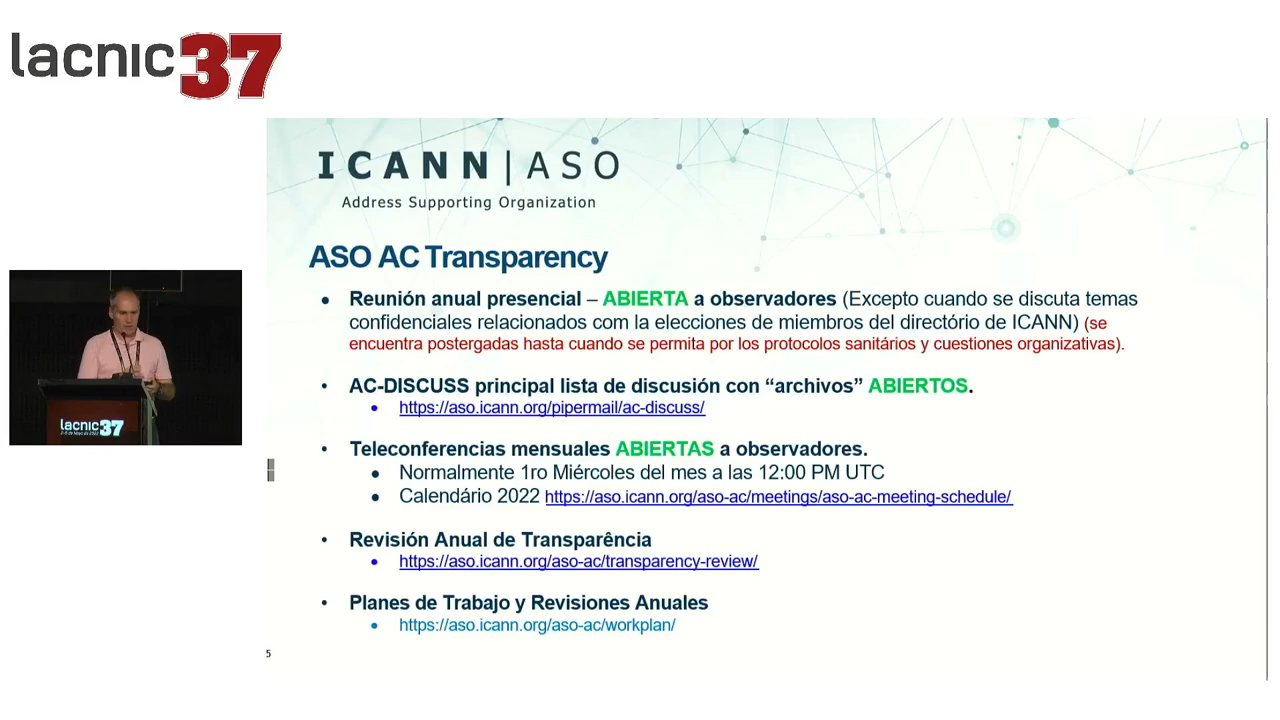 lacnic 37
ICANN | ASO
Address Supporting Organization
ASO AC Transparency
• Reunión anual presencial – ABIERTA a observadores (Excepto cuando se discuta temas
confidenciales relacionados com la elecciones de miembros del directório de ICANN) (se
encuentra postergadas hasta cuando se permita por los protocolos sanitários y cuestiones organizativas).
• AC-DISCUSS principal lista de discusión con “archivos” ABIERTOS.
• https://aso.icann.org/pipermail/ac-discuss/
• Teleconferencias mensuales ABIERTAS a observadores.
• Normalmente 1ro Miércoles del mes a las 12:00 PM UTC
• Calendário 2022 https://aso.icann.org/aso-ac/meetings/aso-ac-meeting-schedule/
• Revisión Anual de Transparência
• https://aso.icann.org/aso-ac/transparency-review/
• Planes de Trabajo y Revisiones Anuales
• https://aso.icann.org/aso-ac/workplan/
5
lacnic 37